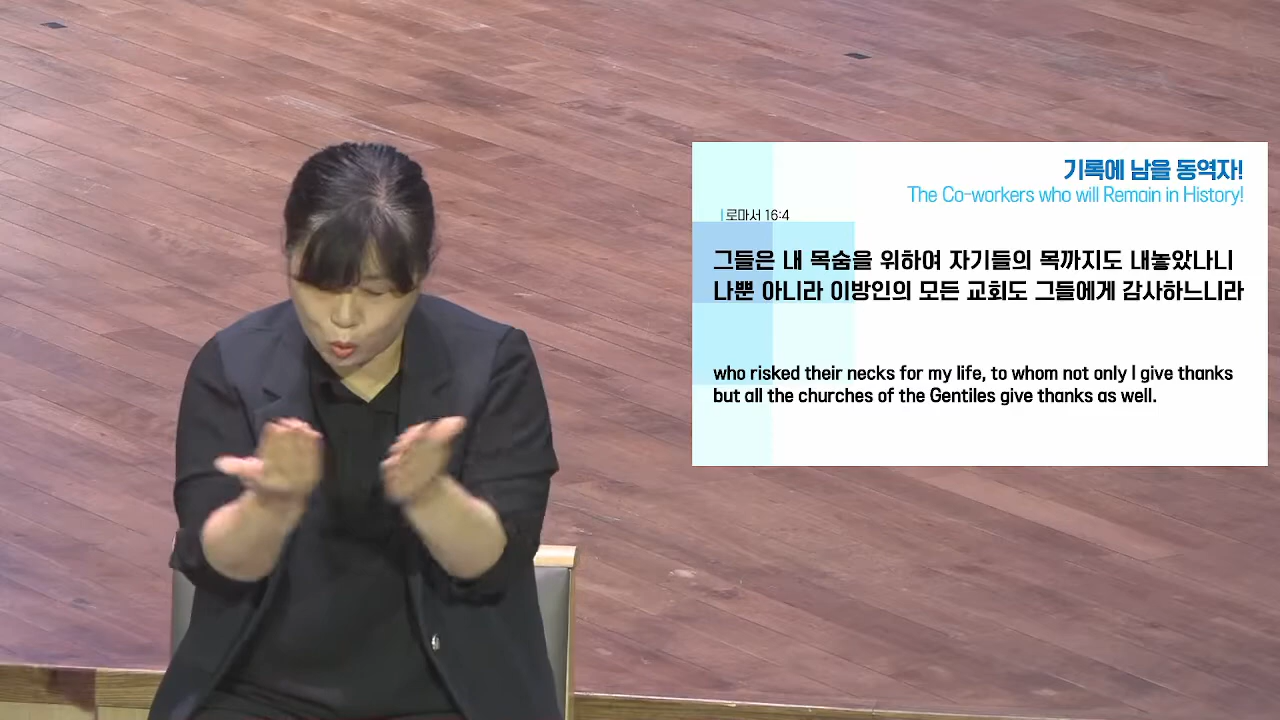 기록에 남을 동역자!
The Co-workers who will Remain in History!
로마서 16:4
그들은 내 목숨을 위하여 자기들의 목까지도 내놓았나니
나뿐 아니라 이방인의 모든 교회도 그들에게 감사하느니라
who risked their necks for my life, to whom not only I give thanks
but all the churches of the Gentiles give thanks as well.